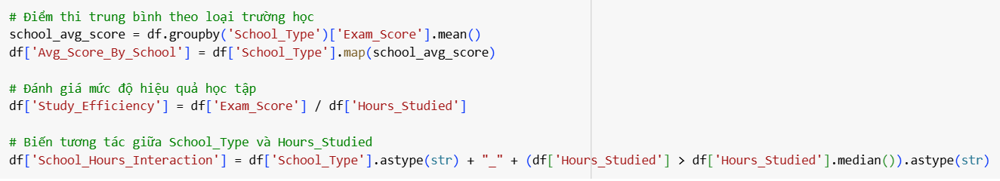 # Điểm thi trung bình theo loại trường học
school_avg_score = df.groupby('School_Type')['Exam_Score'].mean()
df['Avg_Score_By_School'] = df['School_Type'].map(school_avg_score)
# Đánh giá mức độ hiệu quả học tập
df['Study_Efficiency'] = df['Exam_Score'] / df['Hours_Studied']
# Biến tương tác giữa School_Type và Hours_Studied
df['School_Hours_Interaction'] = df['School_Type'].astype(str) + "_" + (df['Hours_Studied'] > df['Hours_Studied'].median()).astype(str)